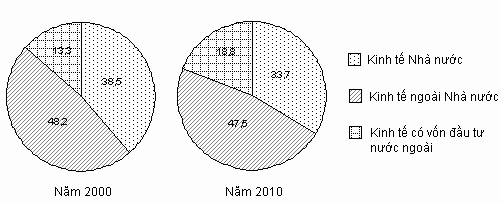 13,3
38,5
48,2
Năm 2000
18,8
33,7
47,5
Năm 2010
Kinh tế Nhà nước
Kinh tế ngoài Nhà nước
Kinh tế có vốn đầu tư
nước ngoài